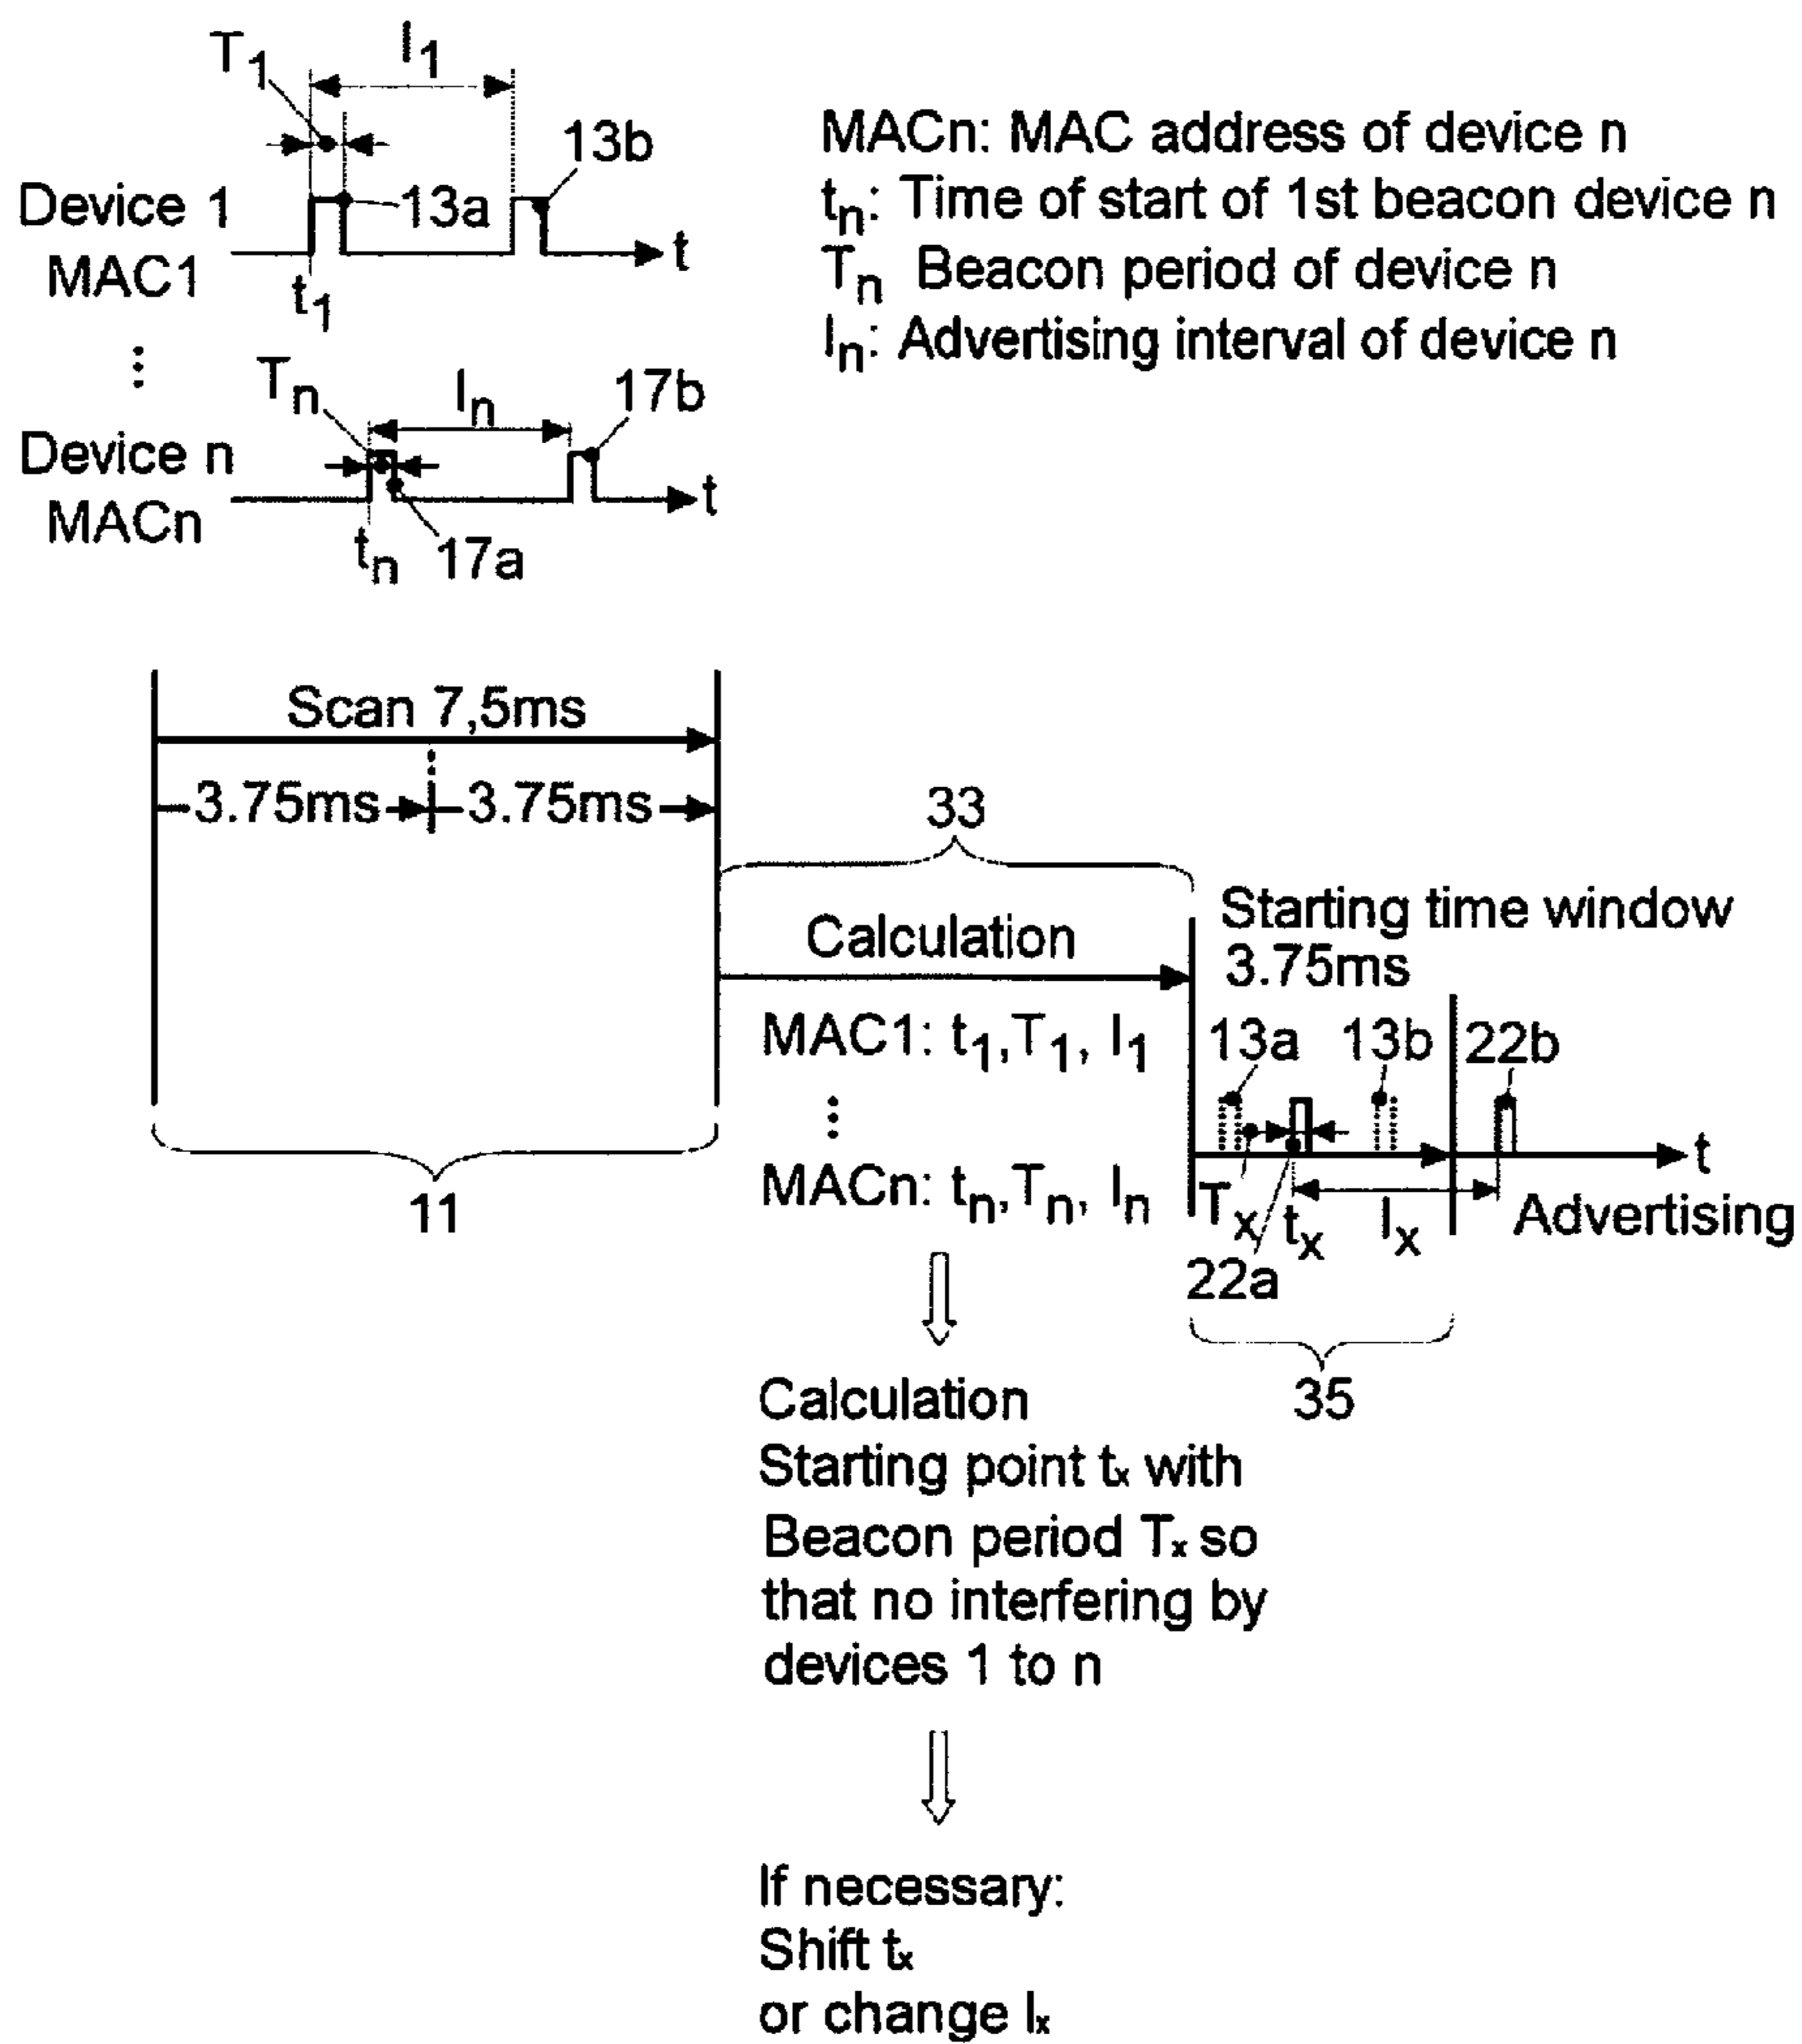 T1
I1
13b
Device 1
13a
t
MAC1
t1
MACn: MAC address of device n
tn: Time of start of 1st beacon device n
Tn Beacon period of device n
In: Advertising interval of device n
Tn
In
17b
Device n
t
MACn
tn
17a
Scan 7,5ms
3.75ms
3.75ms
11
33
Calculation
MAC1: t1,T1, I1
MACn: tn,Tn, In
Starting time window
3.75ms
13a
13b
22b
t
Tx
tx
Ix
Advertising
22a
35
Calculation
Starting point tx with
Beacon period Tx so
that no interfering by
devices 1 to n
If necessary:
Shift tx
or change Ix